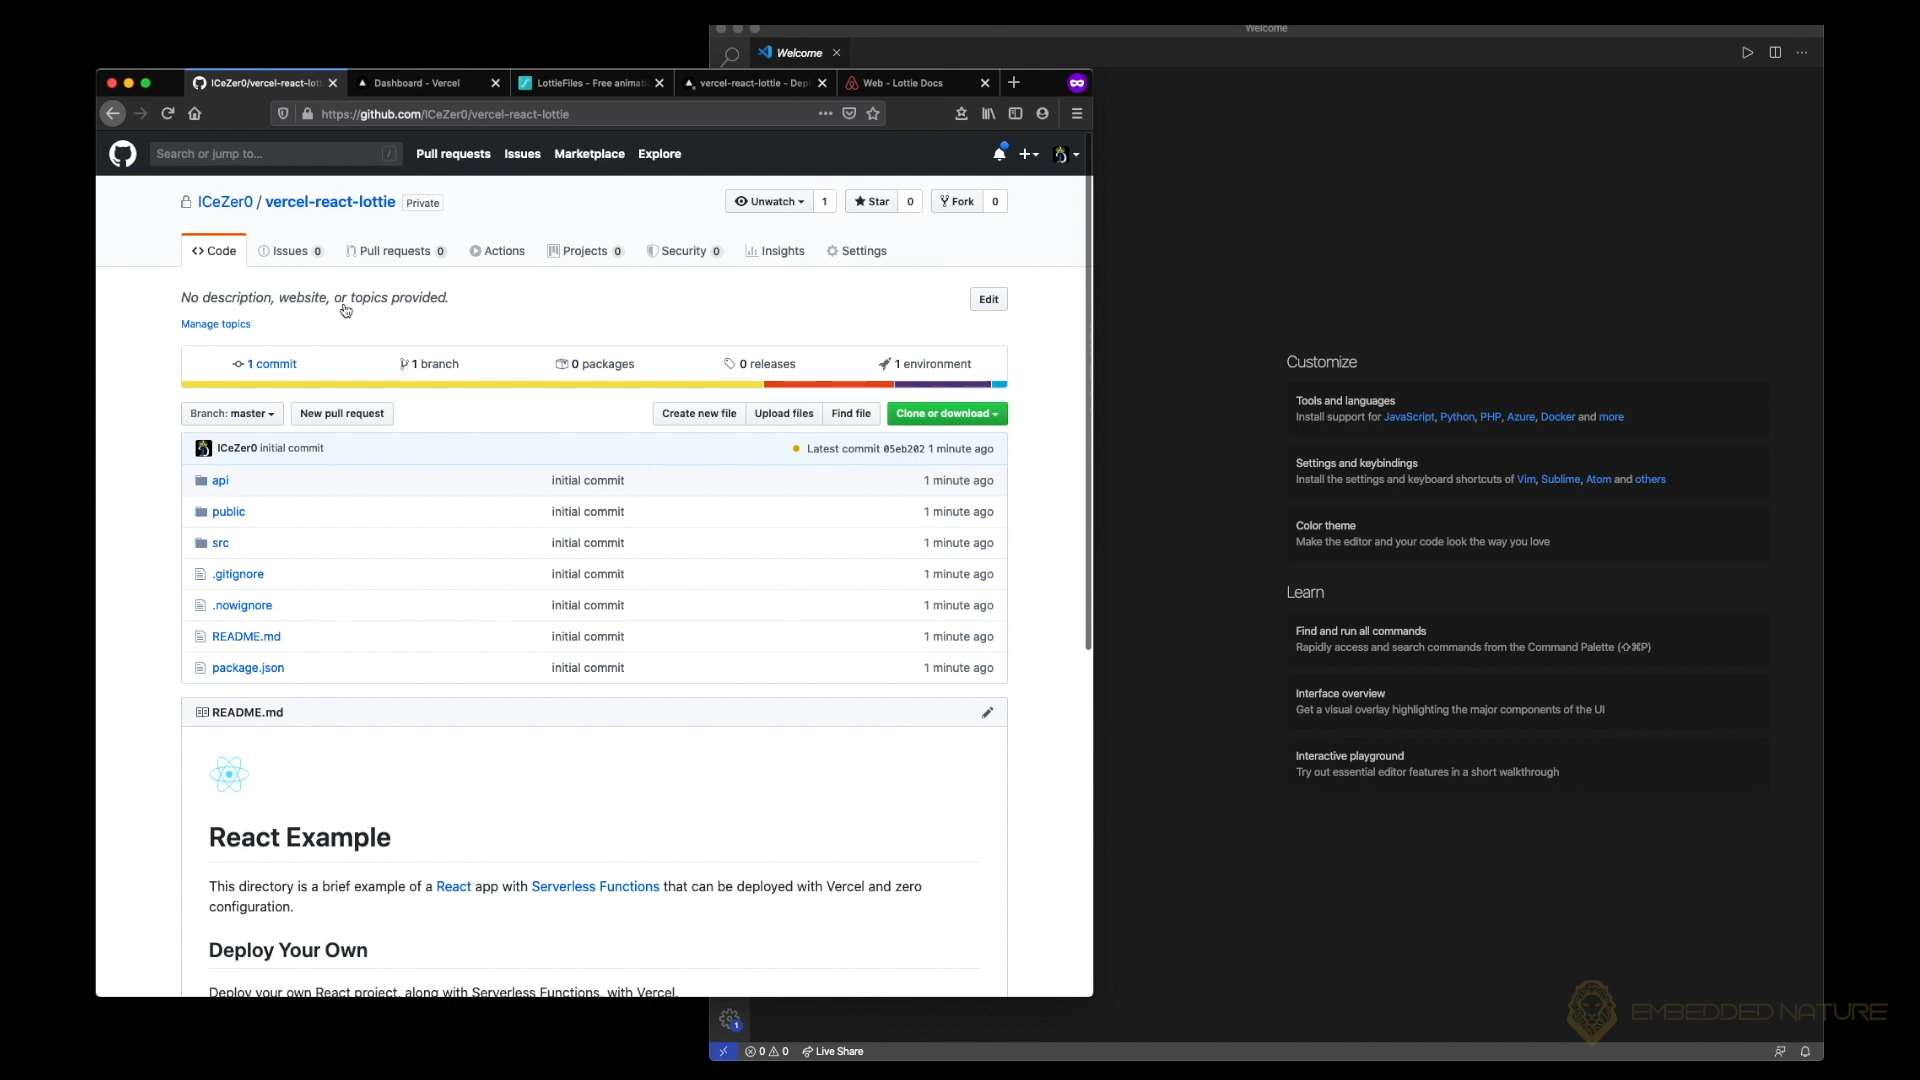 Welcome
Welcome
ICeZer0/vercel-react-lott
Dashboard - Vercel
LottieFiles - Free animati
vercel-react-lottie - Dep
Web - Lottie Docs
https://github.com/ICeZer0/vercel-react-lottie
Search or jump to...
/
Pull requests
Issues
Marketplace
Explore
ICeZer0 / vercel-react-lottie
Private
Unwatch
1
Star
0
Fork
0
Code
Issues 0
Pull requests 0
Actions
Projects 0
Security 0
Insights
Settings
No description, website, or topics provided.
Edit
Manage topics
1 commit
1 branch
0 packages
0 releases
1 environment
Branch: master
New pull request
Create new file
Upload files
Find file
Clone or download
ICeZer0 initial commit
Latest commit 05eb202 1 minute ago
api
initial commit
1 minute ago
public
initial commit
1 minute ago
src
initial commit
1 minute ago
.gitignore
initial commit
1 minute ago
.nowignore
initial commit
1 minute ago
README.md
initial commit
1 minute ago
package.json
initial commit
1 minute ago
README.md
React Example
This directory is a brief example of a React app with Serverless Functions that can be deployed with Vercel and zero
configuration.
Deploy Your Own
Deploy your own React project, along with Serverless Functions, with Vercel.
Customize
Tools and languages
Install support for JavaScript, Python, PHP, Azure, Docker and more
Settings and keybindings
Install the settings and keyboard shortcuts of Vim, Sublime, Atom and others
Color theme
Make the editor and your code look the way you love
Learn
Find and run all commands
Rapidly access and search commands from the Command Palette (⇧⌘P)
Interface overview
Get a visual overlay highlighting the major components of the UI
Interactive playground
Try out essential editor features in a short walkthrough
EMBEDDED NATURE
1
0
0
Live Share